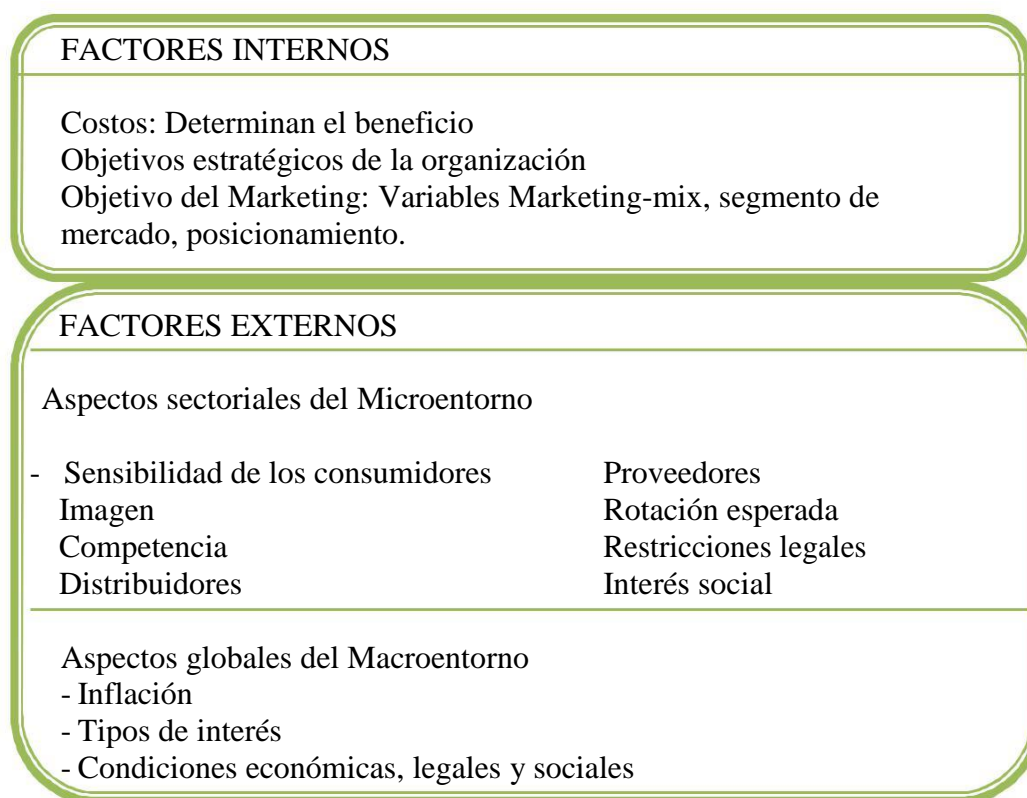 FACTORES INTERNOS
Costos: Determinan el beneficio
Objetivos estratégicos de la organización
Objetivo del Marketing: Variables Marketing-mix, segmento de
mercado, posicionamiento.
FACTORES EXTERNOS
Aspectos sectoriales del Microentorno
- Sensibilidad de los consumidores
Imagen
Competencia
Distribuidores
Proveedores
Rotación esperada
Restricciones legales
Interés social
Aspectos globales del Macroentorno
- Inflación
- Tipos de interés
- Condiciones económicas, legales y sociales